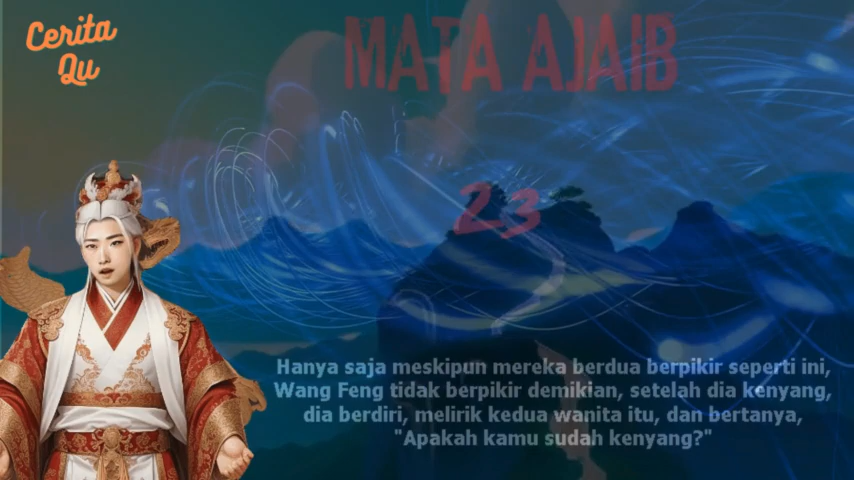 Cerita
Qu
MATA AJAIB
23
Hanya saja meskipun mereka berdua berpikir seperti ini,
Wang Feng tidak berpikir demikian, setelah dia kenyang,
dia berdiri, melirik kedua wanita itu, dan bertanya,
"Apakah kamu sudah kenyang?"